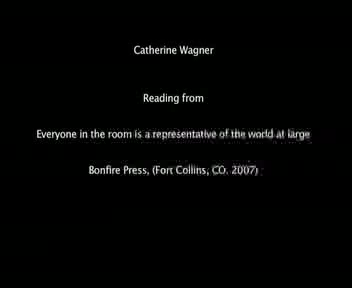 Catherine Wagner
Reading from
Everyone in the room is a representative of the world at large
Bonfire Press, (Fort Collins, CO. 2007)